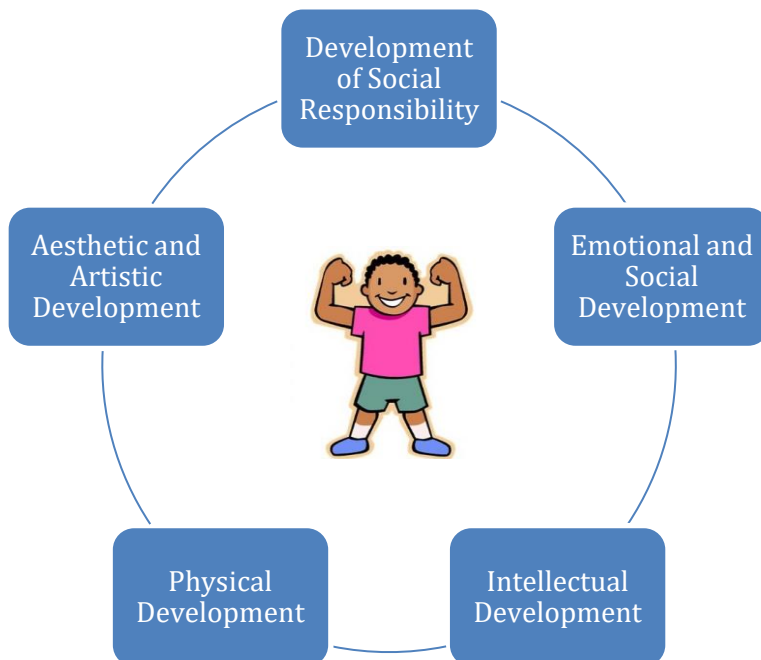 Development
of Social
Responsibility
Aesthetic and
Artistic
Development
Emotional and
Social
Development
Physical
Development
Intellectual
Development